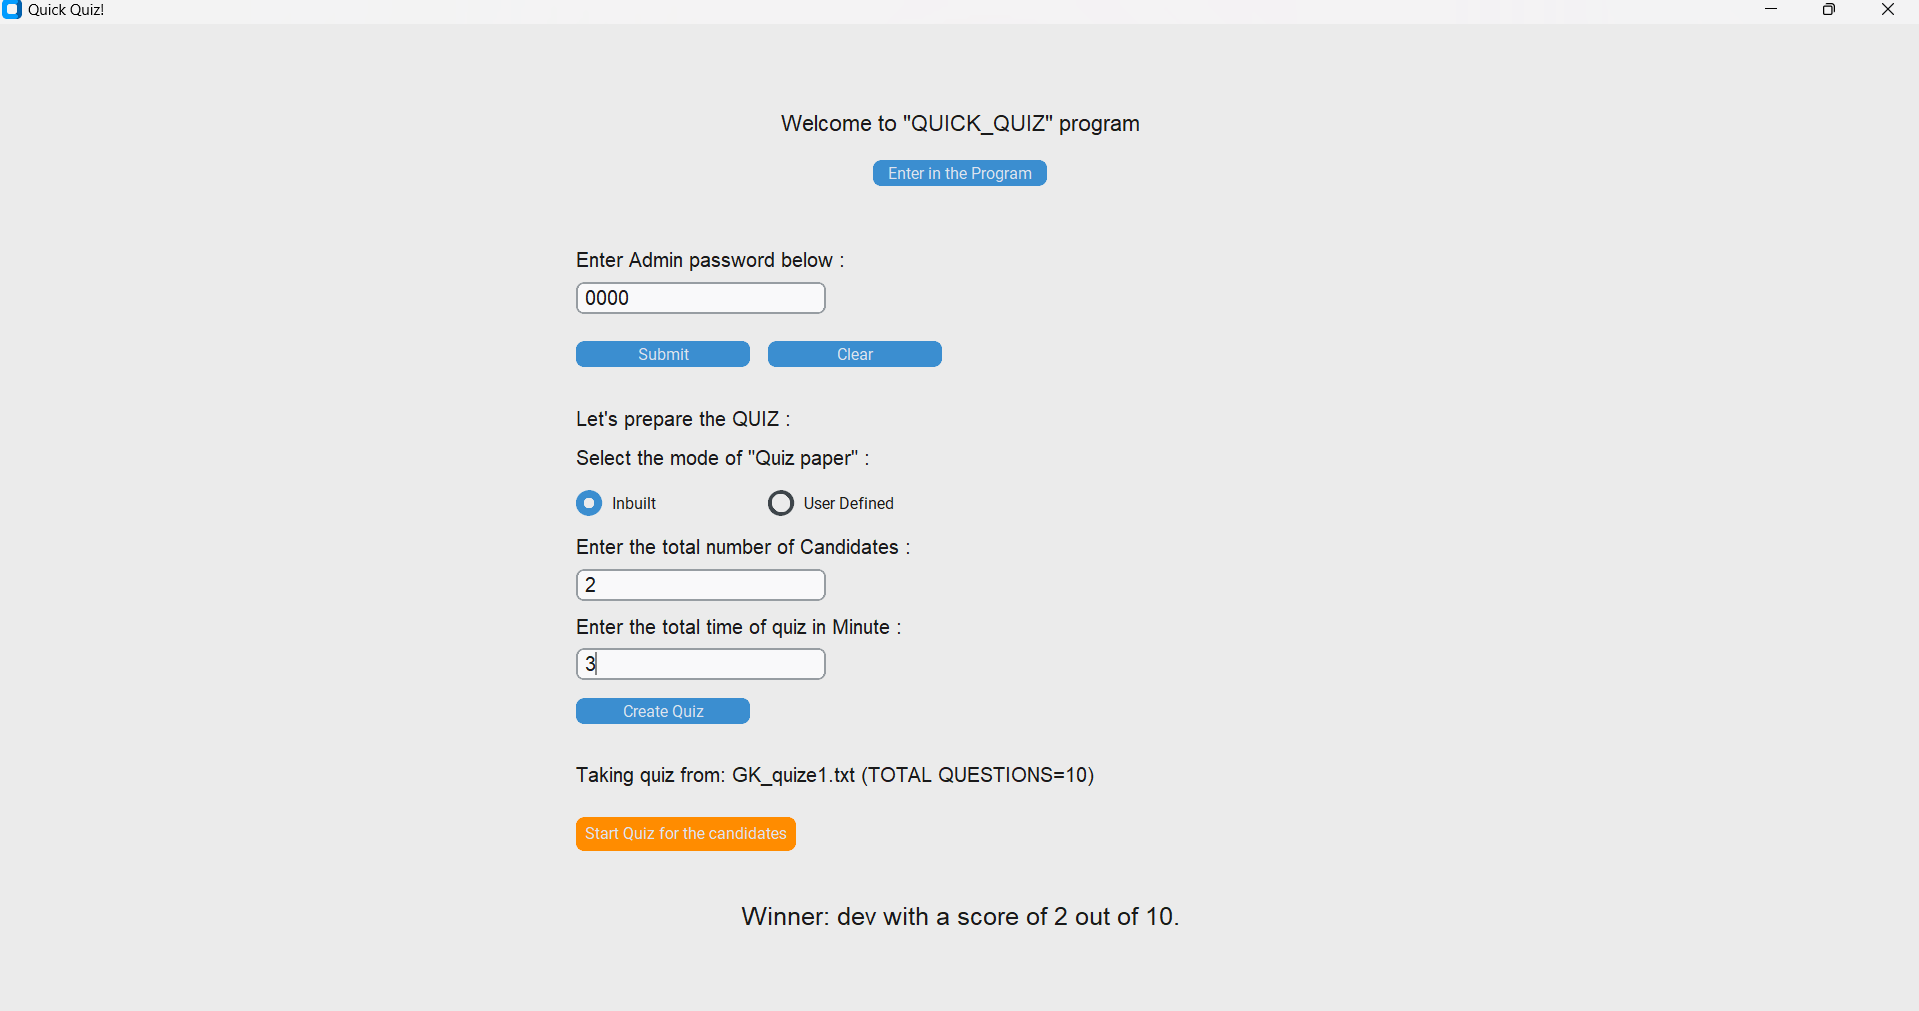 Quick Quiz!
Welcome to "QUICK_QUIZ" program
Enter in the Program
Enter Admin password below :
0000
Submit Clear
Let's prepare the QUIZ :
Select the mode of "Quiz paper" :
Inbuilt User Defined
Enter the total number of Candidates :
2
Enter the total time of quiz in Minute :
3
Create Quiz
Taking quiz from: GK_quize1.txt (TOTAL QUESTIONS=10)
Start Quiz for the candidates
Winner: dev with a score of 2 out of 10.